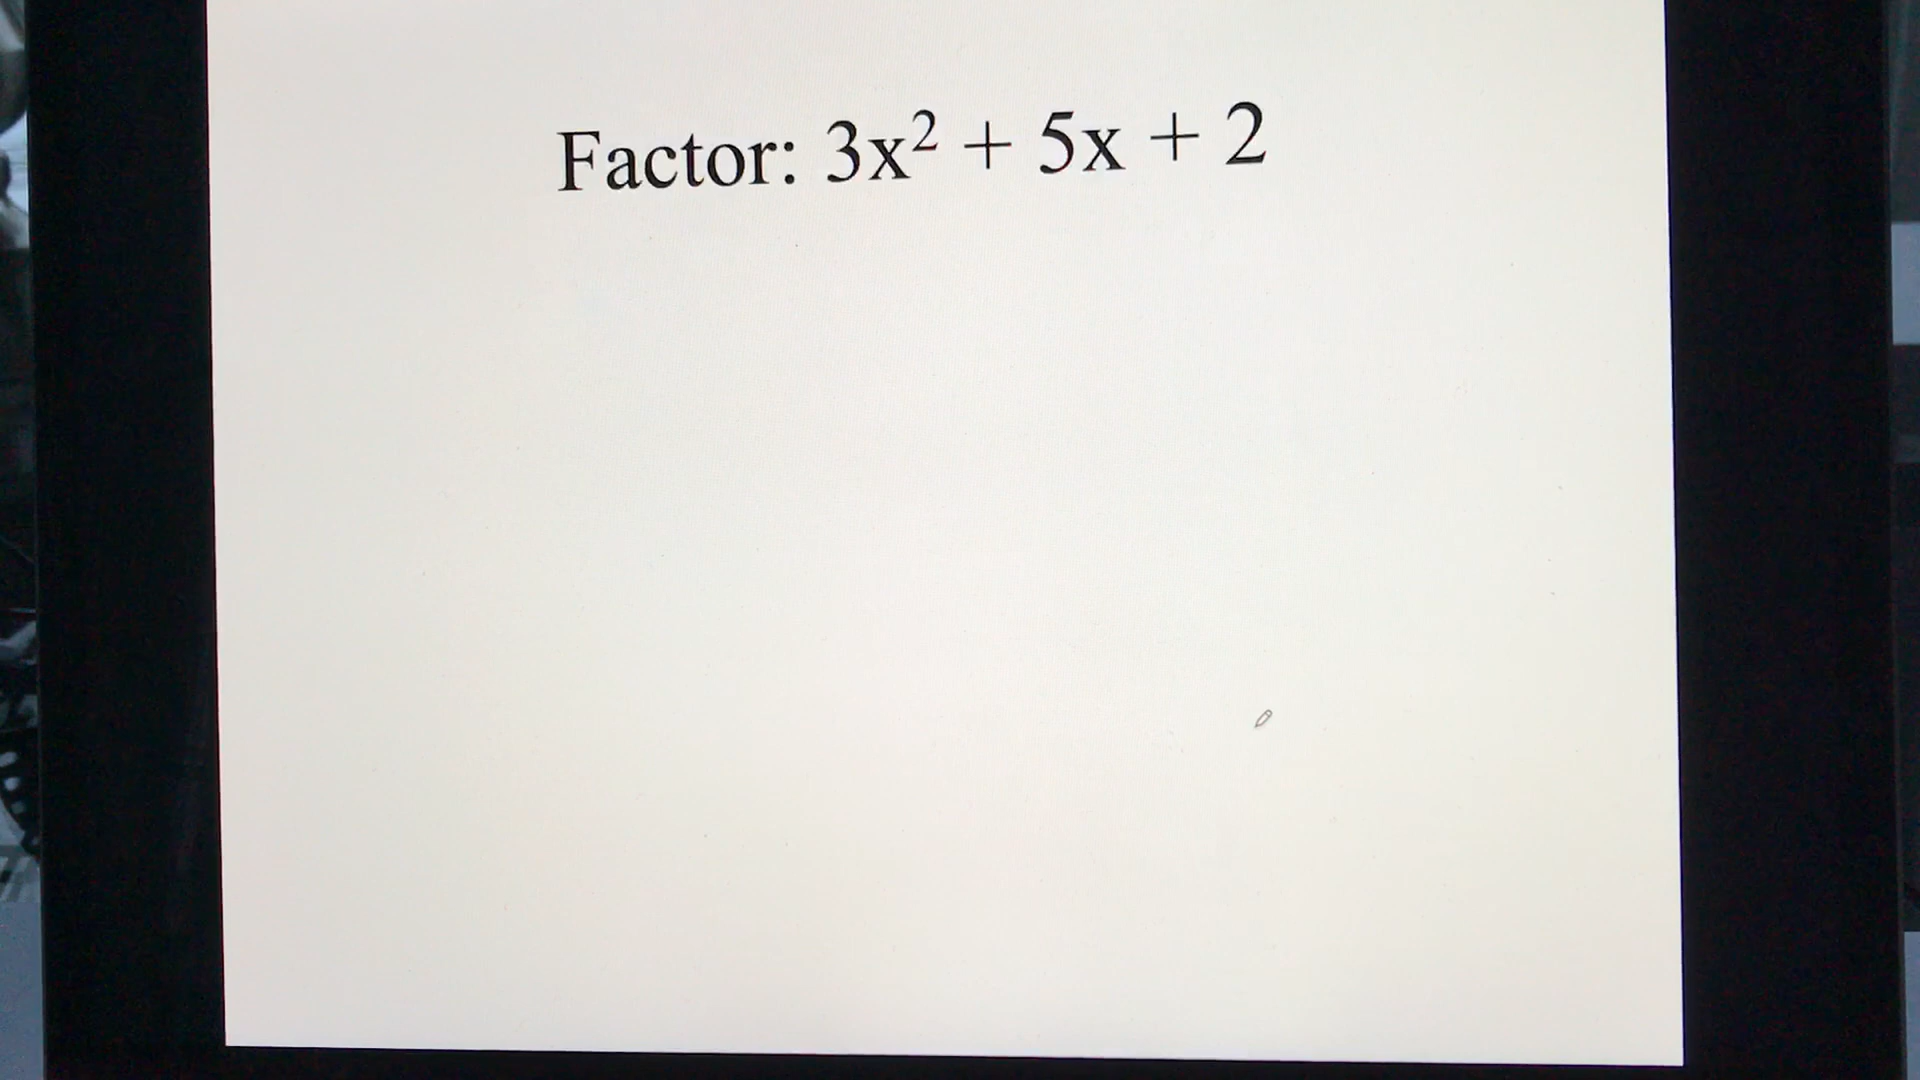 Factor: 3x² + 5x + 2